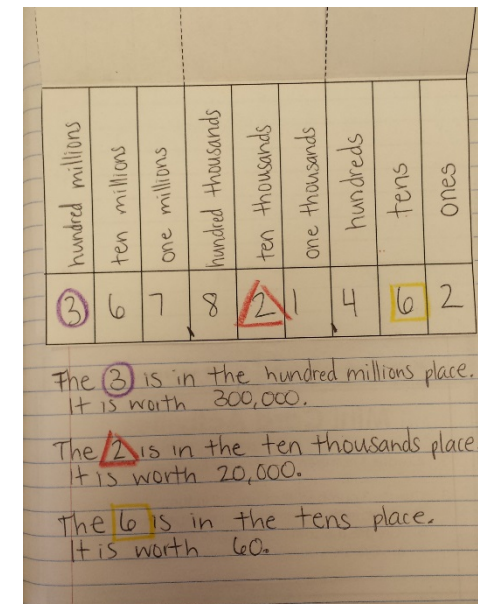 hundred millions
ten millions
one millions
hundred thousands
ten thousands
one thousands
hundreds
tens
ones
3 6 7, 8 2 1, 4 6 2
The 3 is in the hundred millions place.
It is worth 300,000.
The 2 is in the ten thousands place
It is worth 20,000.
The 6 is in the tens place.
It is worth 60.